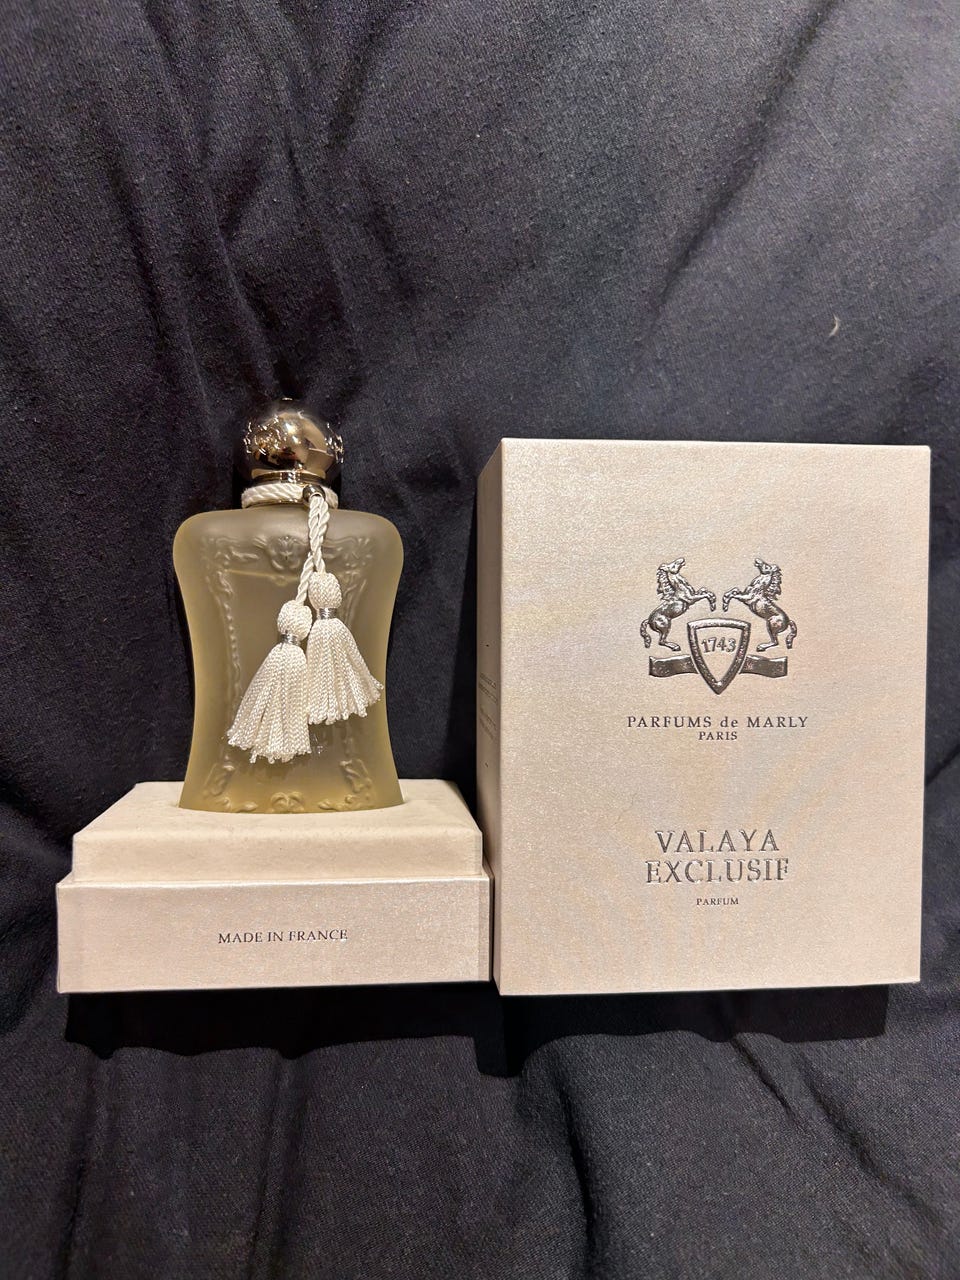 MADE IN FRANCE
1743
PARFUMS de MARLY
PARIS
VALAYA
EXCLUSIF
PARFUM